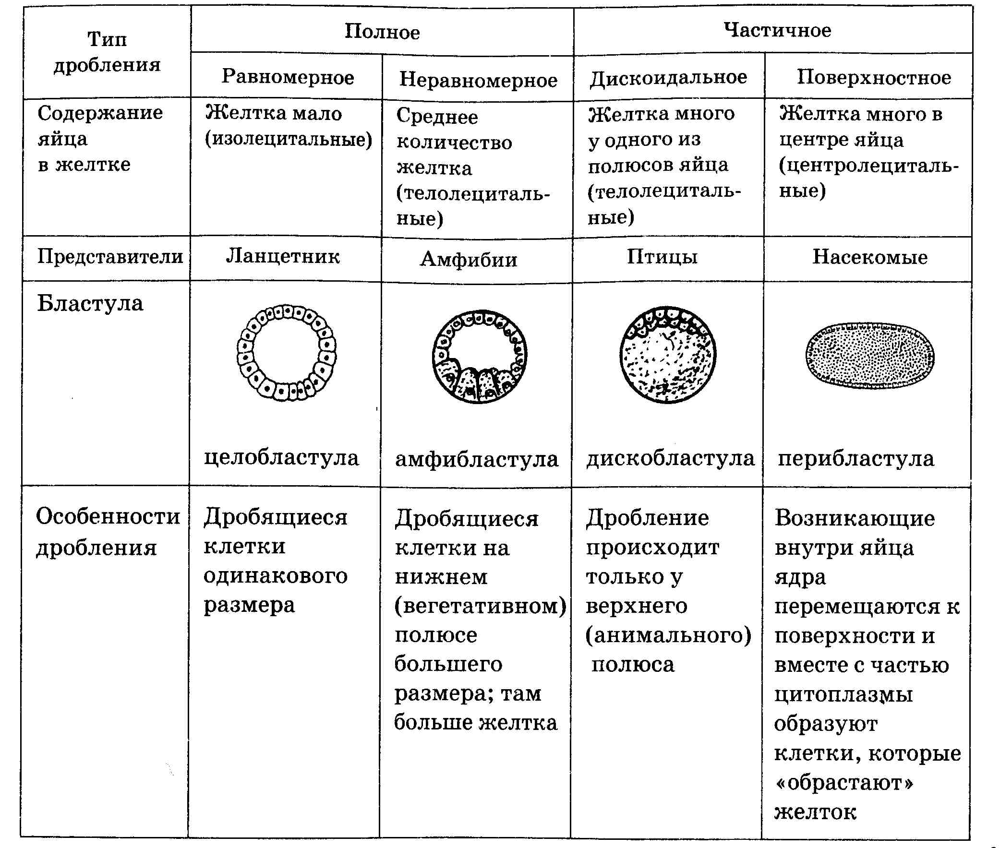 Тип
дробления
Полное
Частичное
Равномерное
Неравномерное
Дискоидальное
Поверхностное
Содержание
яйца
в желтке
Желтка мало
(изолецитальные)
Среднее
количество
желтка
(телолециталь-
ные)
Желтка много
у одного из
полюсов яйца
(телолециталь-
ные)
Желтка много в
центре яйца
(центролециталь-
ные)
Представители
Ланцетник
Амфибии
Птицы
Насекомые
Бластула
целобластула
амфибластула
дискобластула
перибластула
Особенности
дробления
Дробящиеся
клетки
одинакового
размера
Дробящиеся
клетки на
нижнем
(вегетативном)
полюсе
большего
размера; там
больше желтка
Дробление
происходит
только у
верхнего
(анимального)
полюса
Возникающие
внутри яйца
ядра
перемещаются к
поверхности и
вместе с частью
цитоплазмы
образуют
клетки, которые
«обрастают»
желток